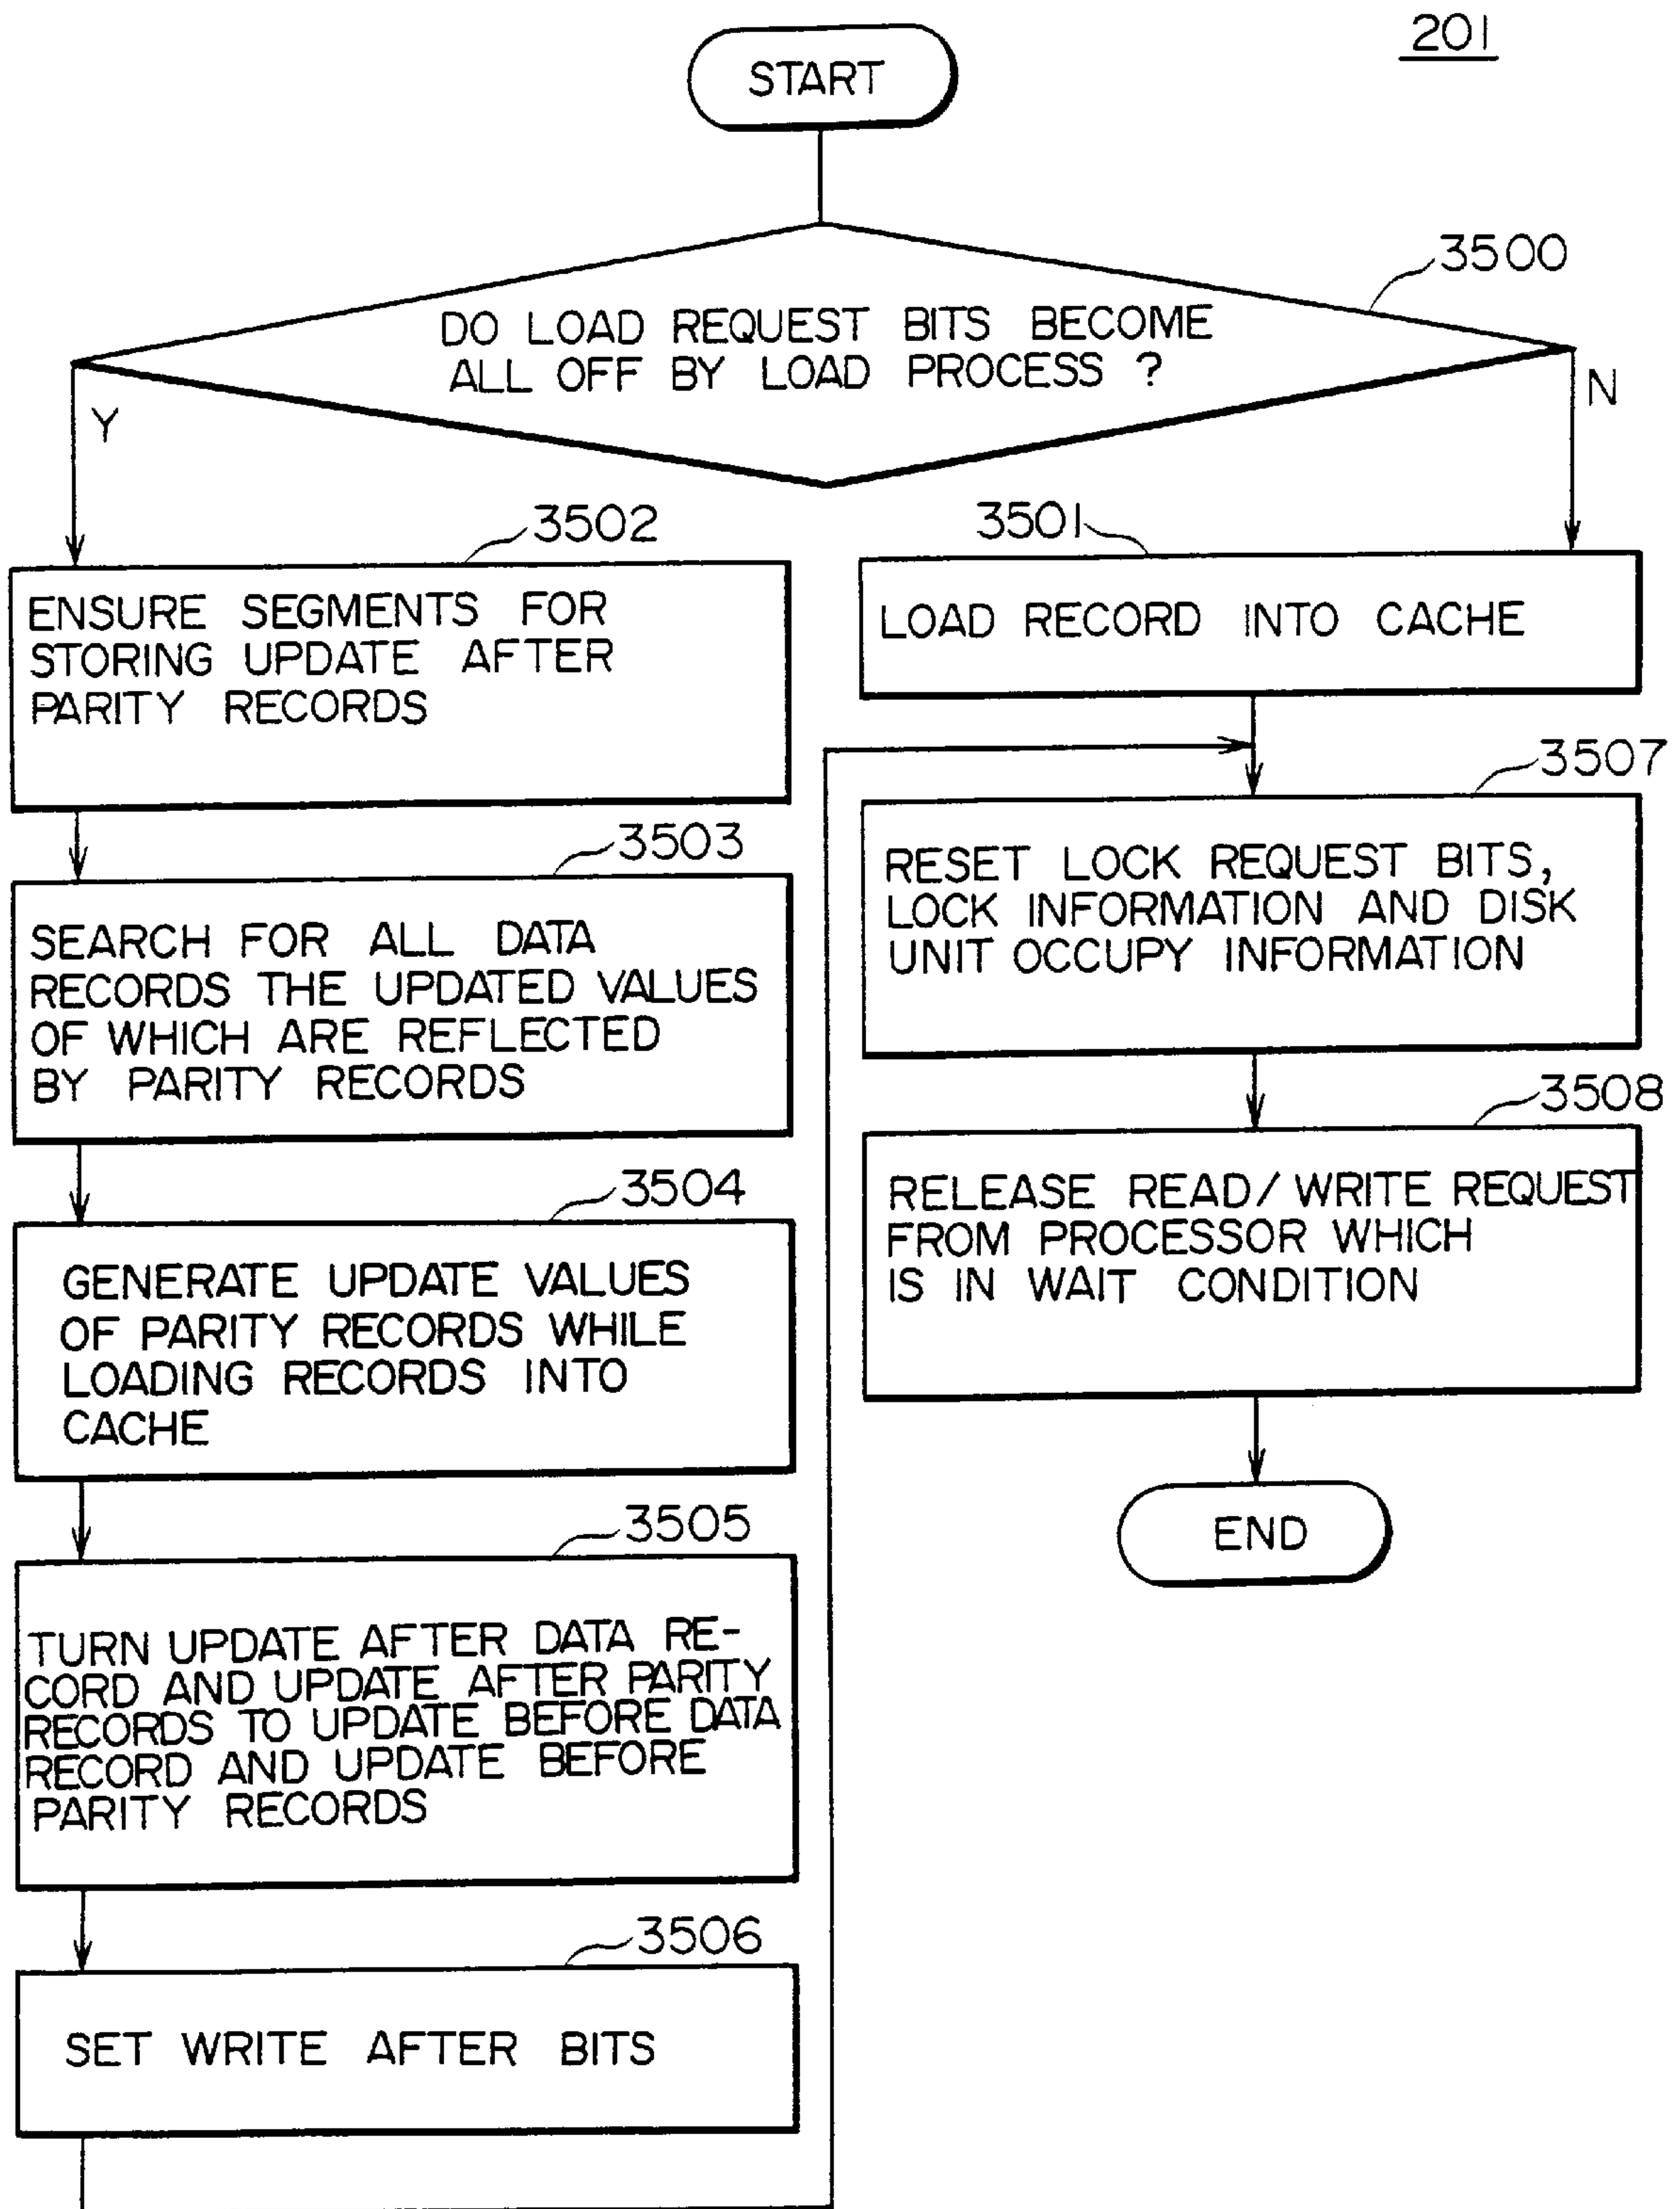 201
START
3500
DO LOAD REQUEST BITS BECOME
ALL OFF BY LOAD PROCESS ?
Y
N
3502
ENSURE SEGMENTS FOR
STORING UPDATE AFTER
PARITY RECORDS
3503
SEARCH FOR ALL DATA
RECORDS THE UPDATED VALUES
OF WHICH ARE REFLECTED
BY PARITY RECORDS
3504
GENERATE UPDATE VALUES
OF PARITY RECORDS WHILE
LOADING RECORDS INTO
CACHE
3505
TURN UPDATE AFTER DATA RE-
CORD AND UPDATE AFTER PARITY
RECORDS TO UPDATE BEFORE DATA
RECORD AND UPDATE BEFORE
PARITY RECORDS
3506
SET WRITE AFTER BITS
3501
LOAD RECORD INTO CACHE
3507
RESET LOCK REQUEST BITS,
LOCK INFORMATION AND DISK
UNIT OCCUPY INFORMATION
3508
RELEASE READ/WRITE REQUEST
FROM PROCESSOR WHICH
IS IN WAIT CONDITION
END